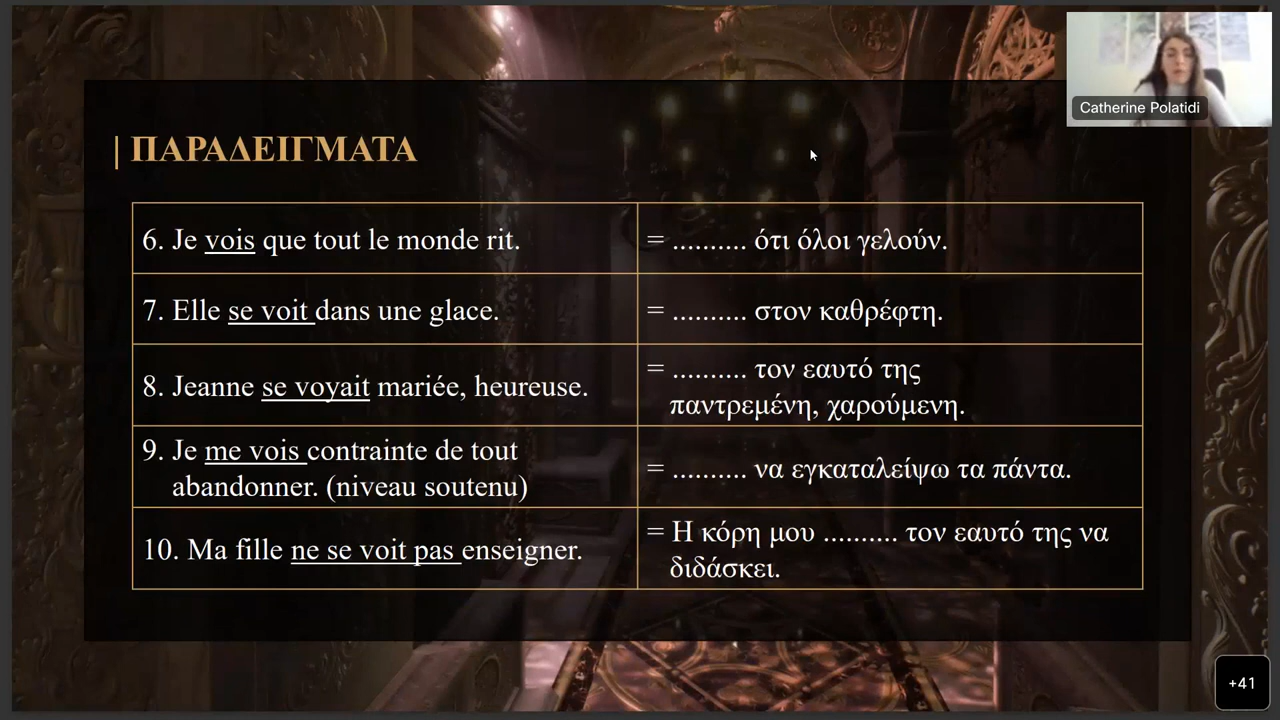 Catherine Polatidi
| ΠΑΡΑΔΕΙΓΜΑΤΑ
6. Je vois que tout le monde rit.
= .......... ότι όλοι γελούν.
7. Elle se voit dans une glace.
= .......... στον καθρέφτη.
8. Jeanne se voyait mariée, heureuse.
= .......... τον εαυτό της
παντρεμένη, χαρούμενη.
9. Je me vois contrainte de tout
abandonner. (niveau soutenu)
= .......... να εγκαταλείψω τα πάντα.
10. Ma fille ne se voit pas enseigner.
= Η κόρη μου .......... τον εαυτό της να
διδάσκει.
+41